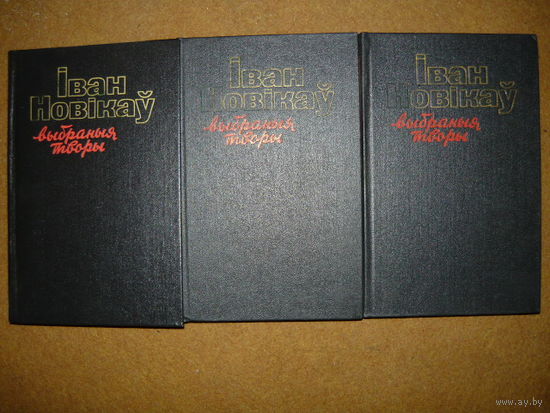 Іван
Новікаў
выбраныя
творы
Іван
Новікаў
выбраныя
творы
Іван
Новікаў
выбраныя
творы
www.ay.by